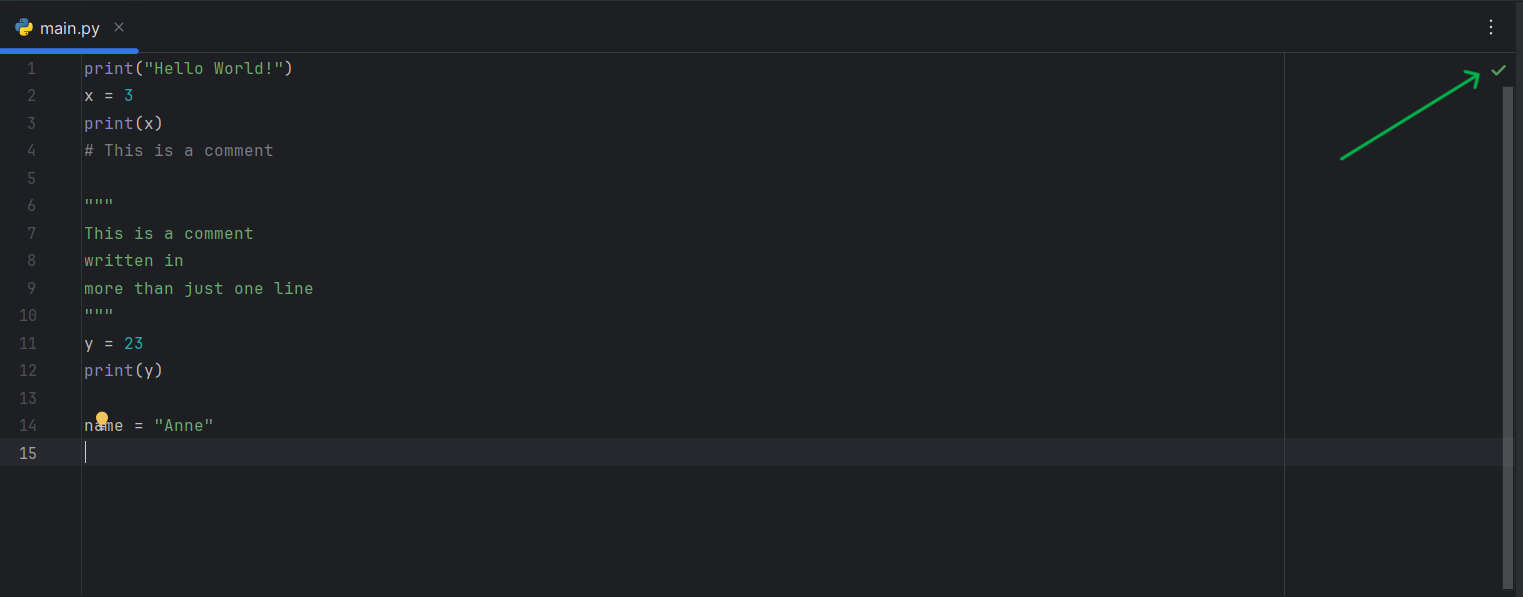 main.py
1 print("Hello World!")
2 x = 3
3 print(x)
4 # This is a comment
5
6 """
7 This is a comment
8 written in
9 more than just one line
10 """
11 y = 23
12 print(y)
13
14 name = "Anne"
15